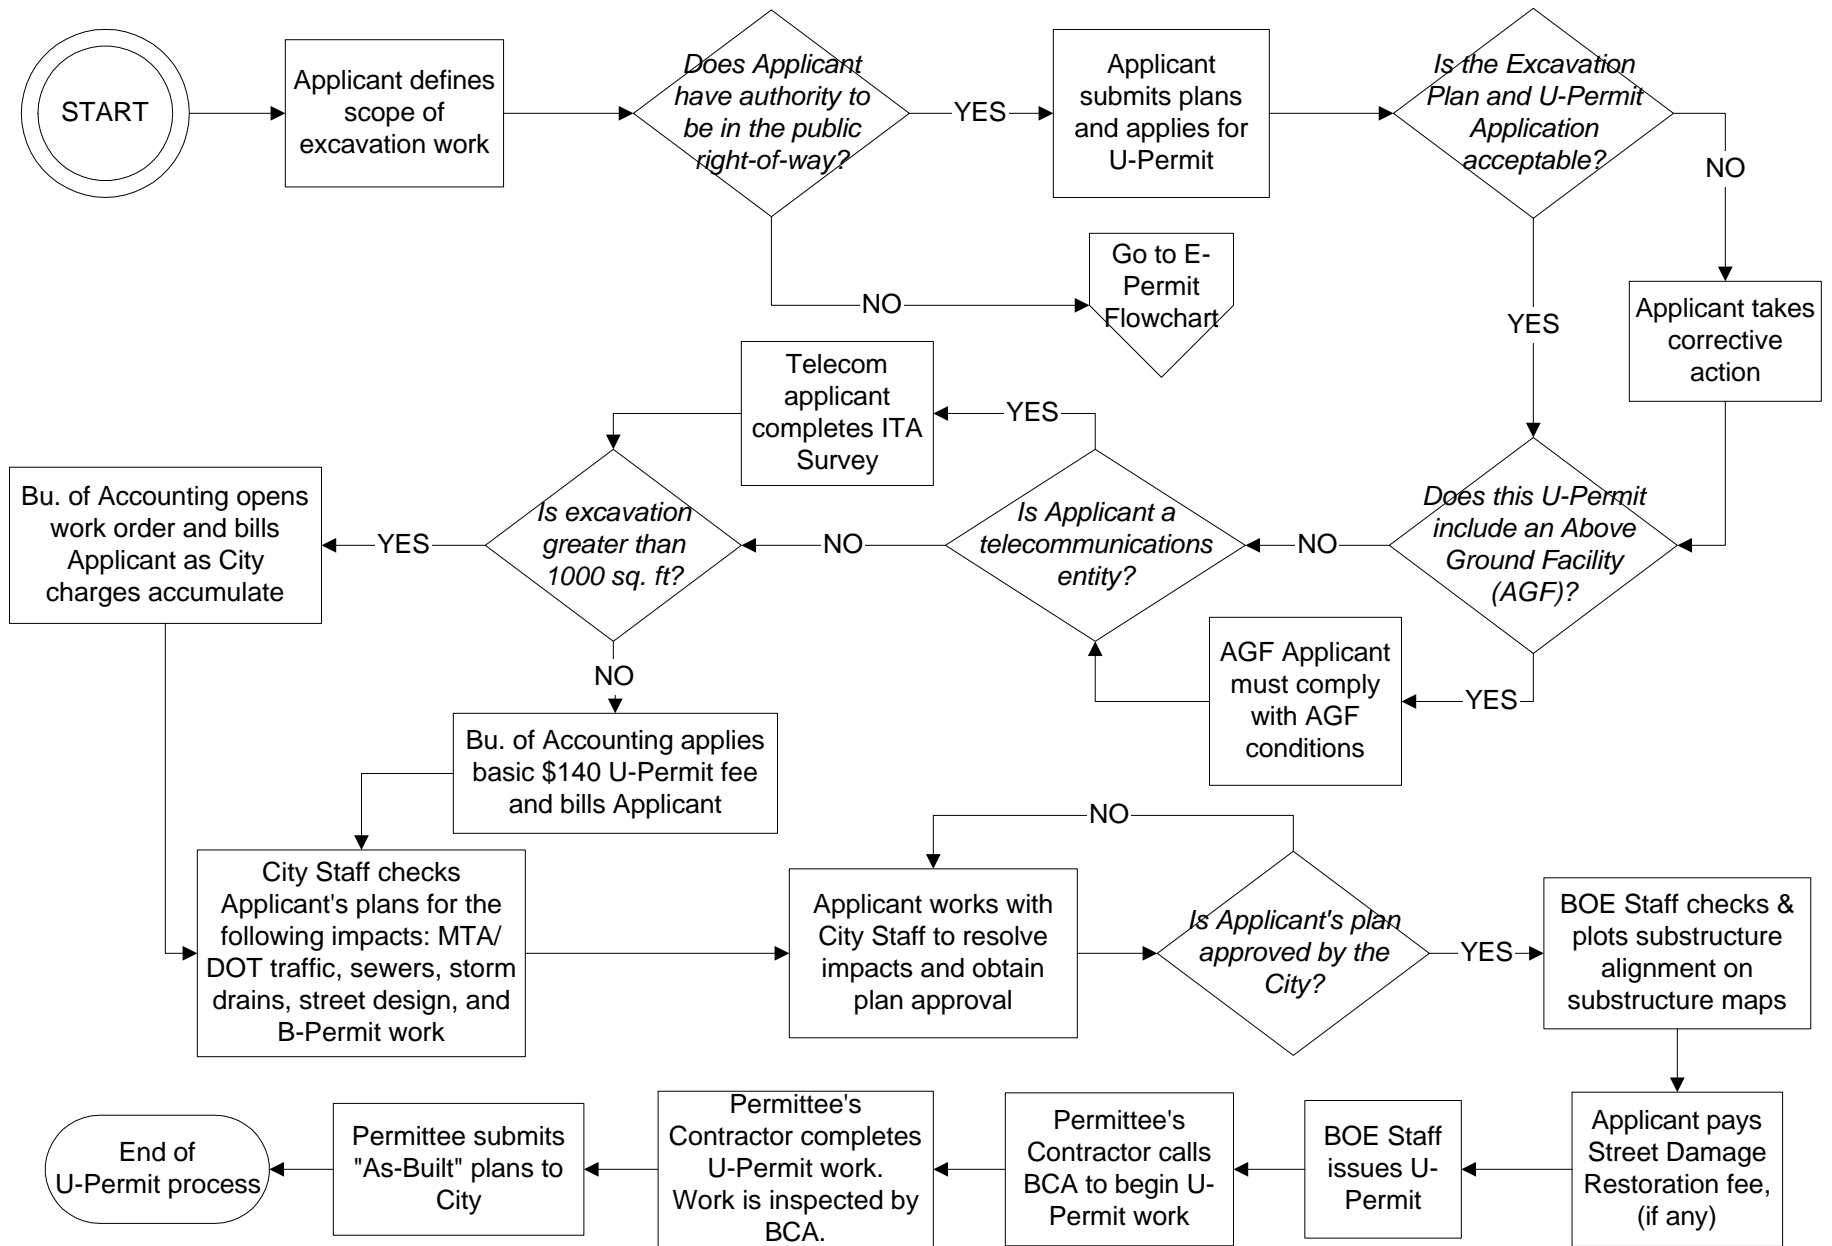 START
Applicant defines
scope of
excavation work
Does Applicant
have authority to
be in the public
right-of-way?
YES
Applicant
submits plans
and applies for
U-Permit
Is the Excavation
Plan and U-Permit
Application
acceptable?
NO
Applicant takes
corrective
action
YES
NO
Go to E-
Permit
Flowchart
Does this U-Permit
include an Above
Ground Facility
(AGF)?
YES
AGF Applicant
must comply
with AGF
conditions
NO
Is Applicant a
telecommunications
entity?
YES
Telecom
applicant
completes ITA
Survey
NO
Is excavation
greater than
1000 sq. ft?
YES
Bu. of Accounting opens
work order and bills
Applicant as City
charges accumulate
NO
Bu. of Accounting applies
basic $140 U-Permit fee
and bills Applicant
City Staff checks
Applicant's plans for the
following impacts: MTA/
DOT traffic, sewers, storm
drains, street design, and
B-Permit work
Applicant works with
City Staff to resolve
impacts and obtain
plan approval
NO
Is Applicant's plan
approved by the
City?
YES
BOE Staff checks &
plots substructure
alignment on
substructure maps
Applicant pays
Street Damage
Restoration fee,
(if any)
BOE Staff
issues U-
Permit
Permittee's
Contractor calls
BCA to begin U-
Permit work
Permittee's
Contractor completes
U-Permit work.
Work is inspected by
BCA.
Permittee submits
"As-Built" plans to
City
End of
U-Permit process